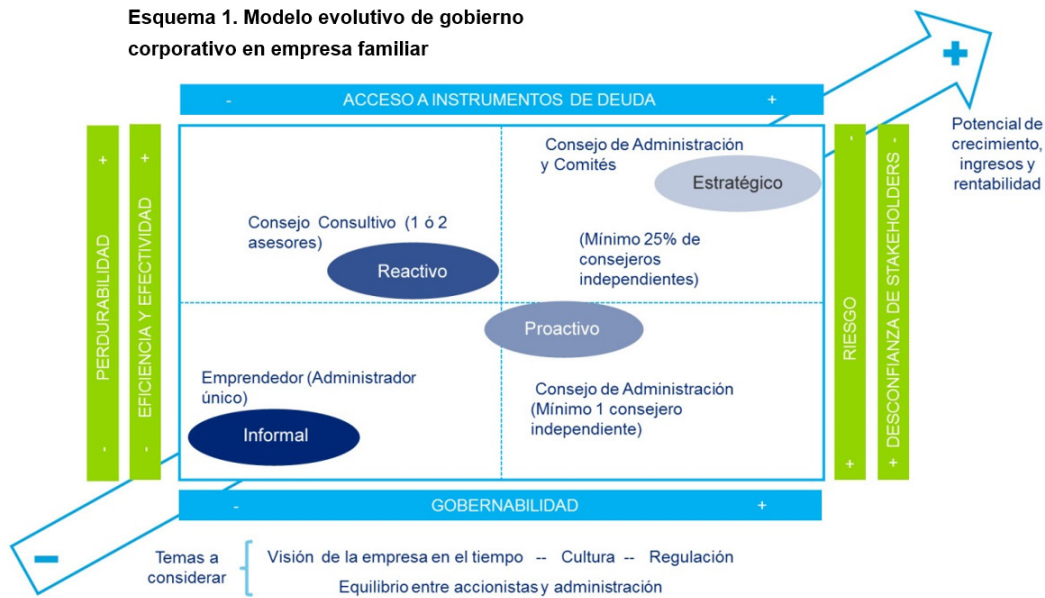 Esquema 1. Modelo evolutivo de gobierno
corporativo en empresa familiar
+
- ACCESO A INSTRUMENTOS DE DEUDA +
Potencial de
crecimiento,
ingresos y
rentabilidad
- PERDURABILIDAD +
- EFICIENCIA Y EFECTIVIDAD +
Consejo de Administración
y Comités
Estratégico
(Mínimo 25% de
consejeros
independientes)
Consejo Consultivo (1 ó 2
asesores)
Reactivo
Proactivo
Consejo de Administración
(Mínimo 1 consejero
independiente)
Emprendedor (Administrador
único)
Informal
+ RIESGO -
+ DESCONFIANZA DE STAKEHOLDERS -
- GOBERNABILIDAD +
-
Temas a
considerar
Visión de la empresa en el tiempo -- Cultura -- Regulación
Equilibrio entre accionistas y administración